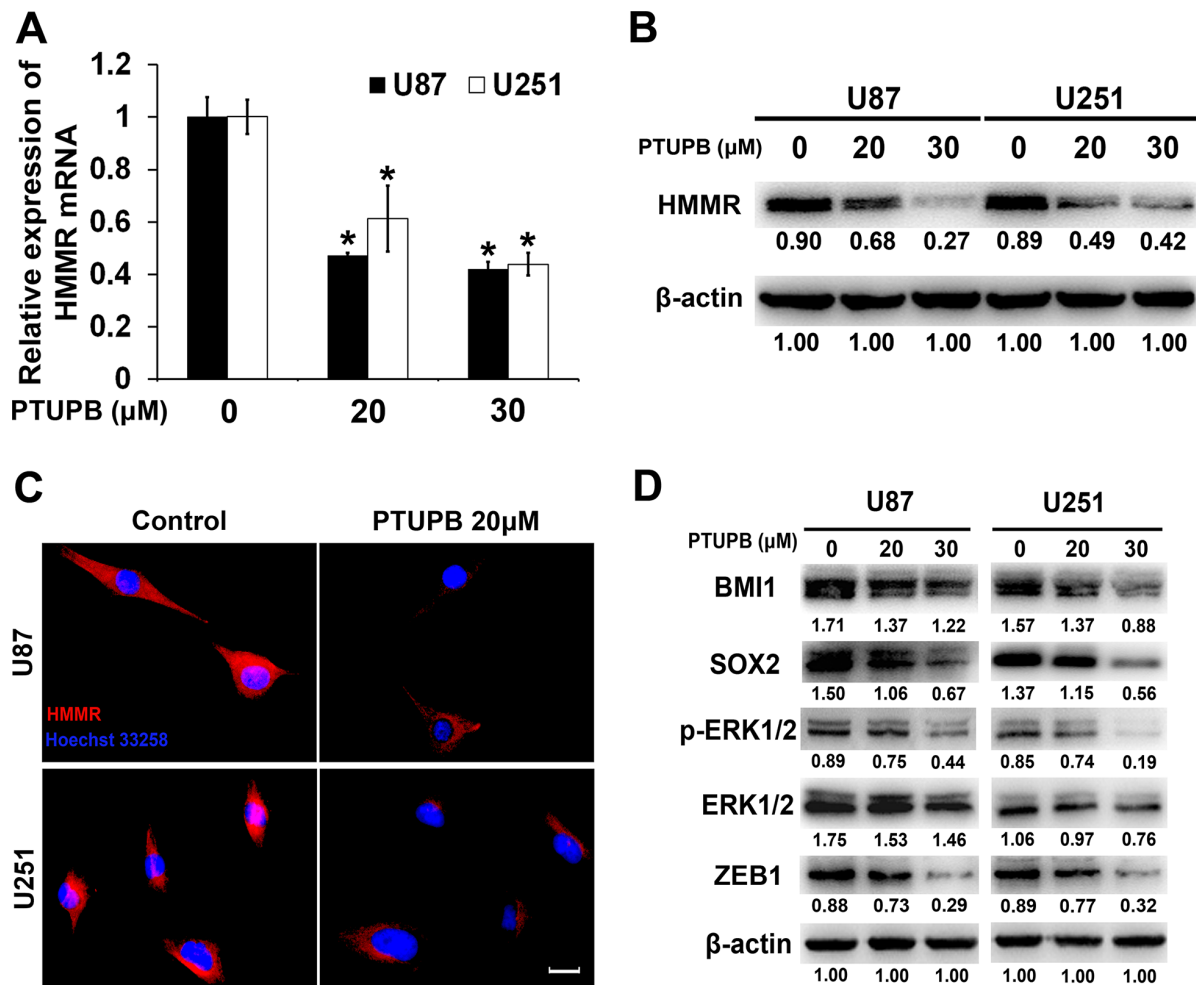 A
Relative expression of
HMMR mRNA
1.2
1
0.8
0.6
0.4
0.2
0
U87 U251
* * * *
PTUPB (μM) 0 20 30
B
U87 U251
PTUPB (μM) 0 20 30 0 20 30
HMMR
0.90 0.68 0.27 0.89 0.49 0.42
β-actin
1.00 1.00 1.00 1.00 1.00 1.00
C
Control PTUPB 20μM
U87
HMMR
Hoechst 33258
U251
D
U87 U251
PTUPB (μM) 0 20 30 0 20 30
BMI1
1.71 1.37 1.22 1.57 1.37 0.88
SOX2
1.50 1.06 0.67 1.37 1.15 0.56
p-ERK1/2
0.89 0.75 0.44 0.85 0.74 0.19
ERK1/2
1.75 1.53 1.46 1.06 0.97 0.76
ZEB1
0.88 0.73 0.29 0.89 0.77 0.32
β-actin
1.00 1.00 1.00 1.00 1.00 1.00